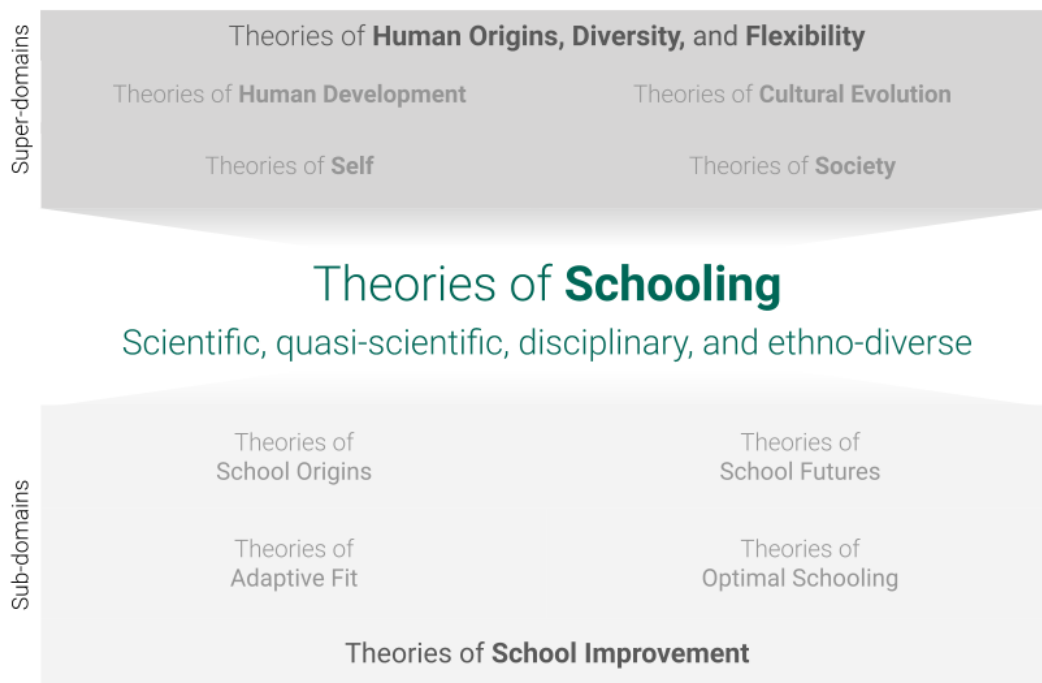 Super-domains
Theories of Human Origins, Diversity, and Flexibility
Theories of Human Development
Theories of Cultural Evolution
Theories of Self
Theories of Society
Theories of Schooling
Scientific, quasi-scientific, disciplinary, and ethno-diverse
Sub-domains
Theories of
School Origins
Theories of
School Futures
Theories of
Adaptive Fit
Theories of
Optimal Schooling
Theories of School Improvement